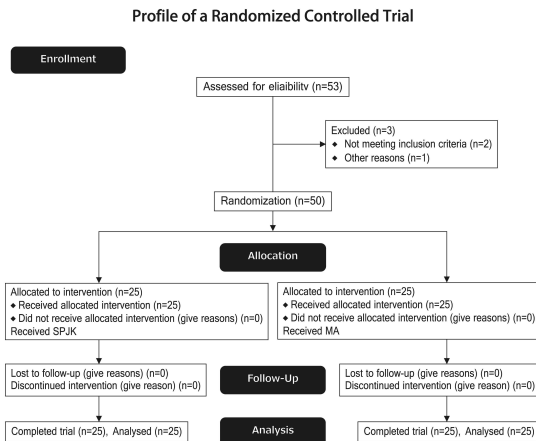 Profile of a Randomized Controlled Trial
Enrollment
Assessed for eliaibilitv (n=53)
Excluded (n=3)
◆ Not meeting inclusion criteria (n=2)
◆ Other reasons (n=1)
Randomization (n=50)
Allocation
Allocated to intervention (n=25)
◆ Received allocated intervention (n=25)
◆ Did not receive allocated intervention (give reasons) (n=0)
Received SPJK
Allocated to intervention (n=25)
◆ Received allocated intervention (n=25)
◆ Did not receive allocated intervention (give reasons) (n=0)
Received MA
Lost to follow-up (give reasons) (n=0)
Discontinued intervention (give reason) (n=0)
Follow-Up
Lost to follow-up (give reasons) (n=0)
Discontinued intervention (give reason) (n=0)
Completed trial (n=25), Analysed (n=25)
Analysis
Completed trial (n=25), Analysed (n=25)